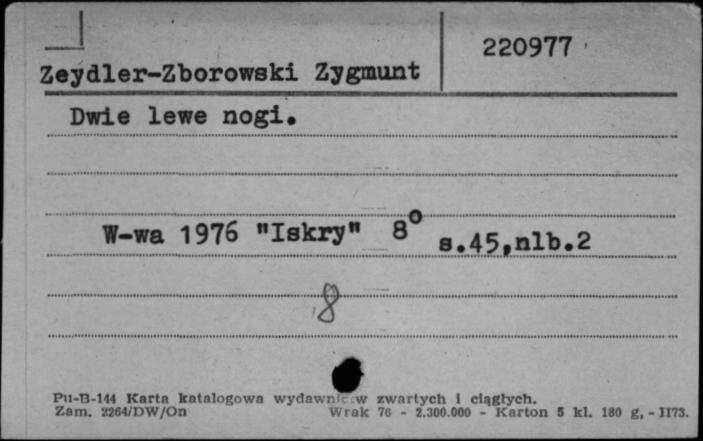 220977
Zeydler-Zborowski Zygmunt
Dwie lewe nogi.
W-wa 1976 "Iskry" 8° s.45,nlb.2
8
Pu-B-144 Karta katalogowa wydawnictw zwartych i ciągłych.
Zam. 2264/DW/On Wrak 76 - 2.300.000 - Karton 5 kl. 180 g, - II73.